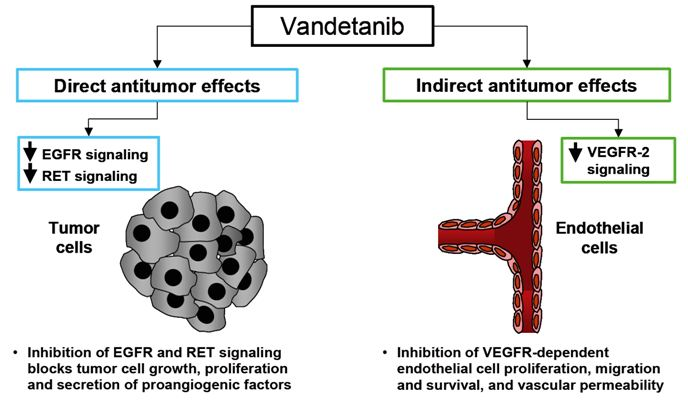 Vandetanib
Direct antitumor effects
Indirect antitumor effects
EGFR signaling
RET signaling
VEGFR-2
signaling
Tumor
cells
Endothelial
cells
• Inhibition of EGFR and RET signaling
blocks tumor cell growth, proliferation
and secretion of proangiogenic factors
• Inhibition of VEGFR-dependent
endothelial cell proliferation, migration
and survival, and vascular permeability